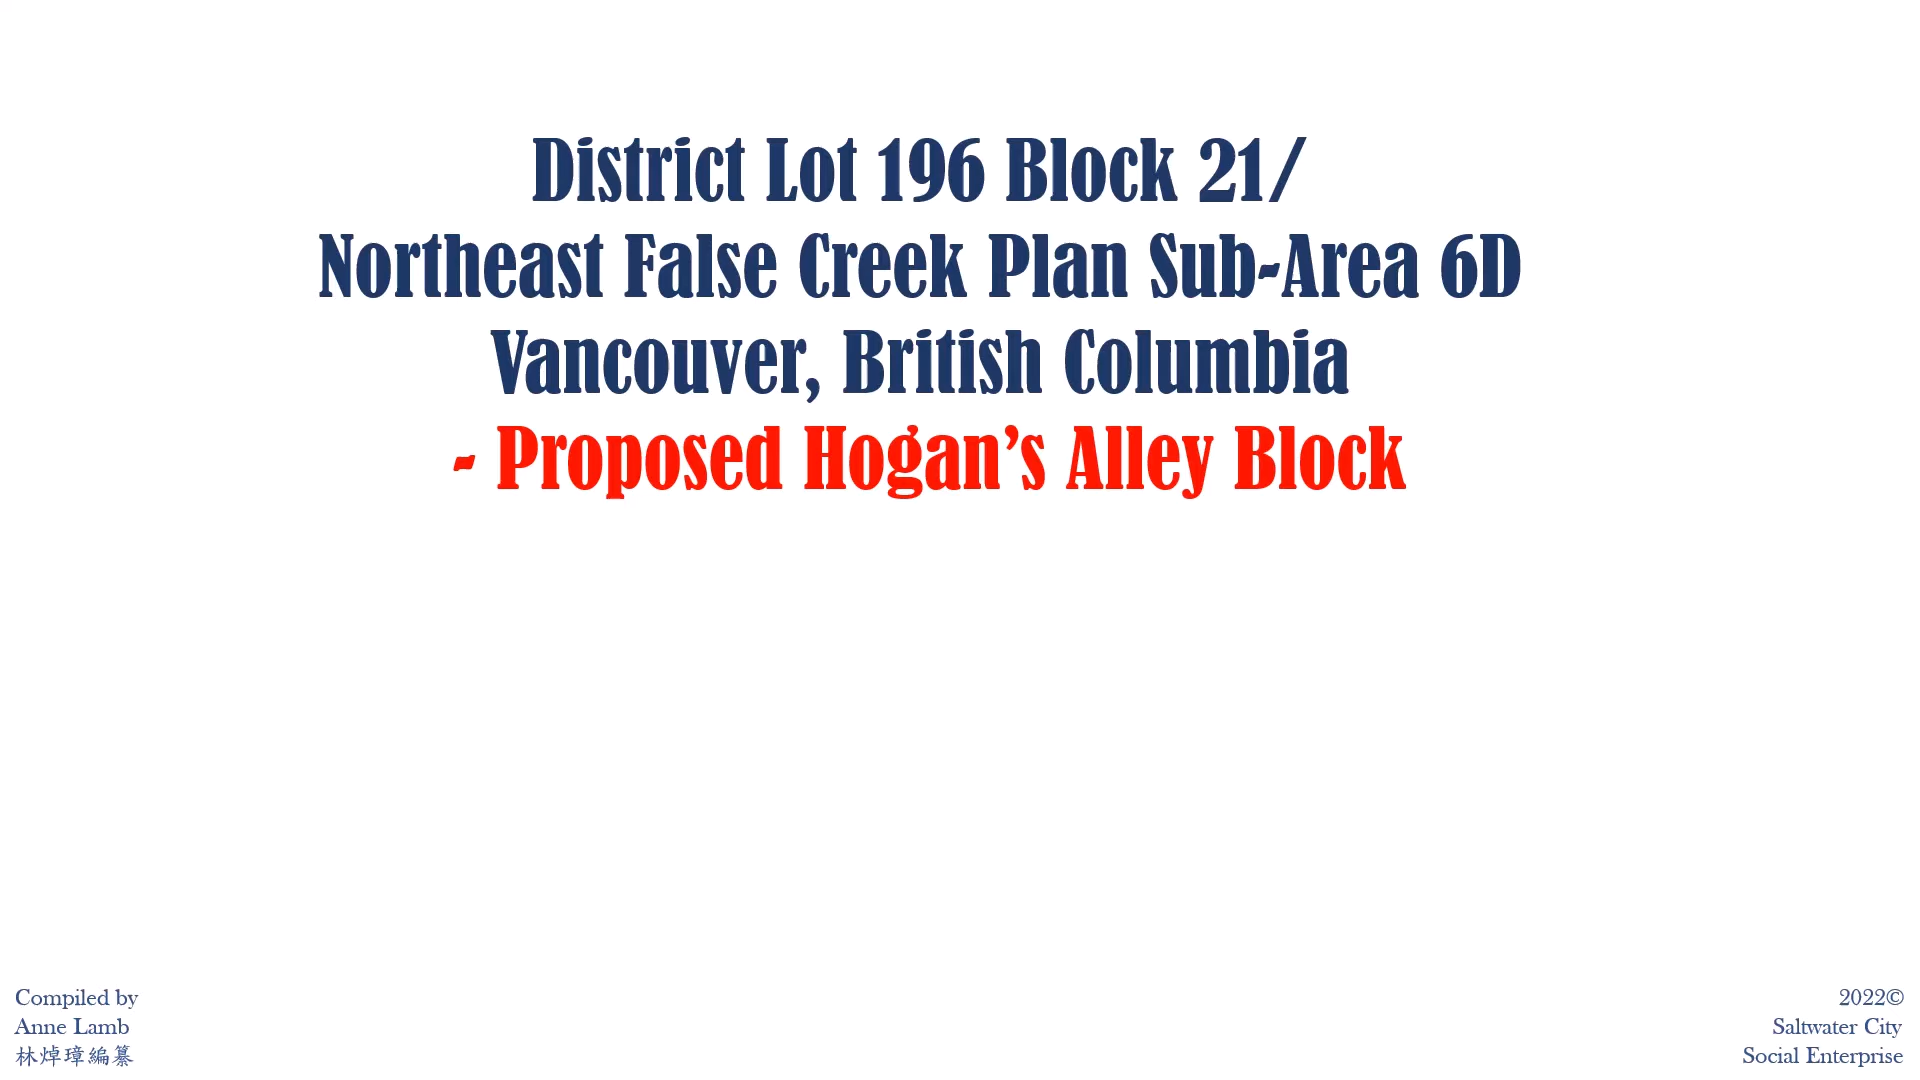 District Lot 196 Block 21/
Northeast False Creek Plan Sub-Area 6D
Vancouver, British Columbia
- Proposed Hogan’s Alley Block
Compiled by
Anne Lamb
林焯璋編纂
2022©
Saltwater City
Social Enterprise